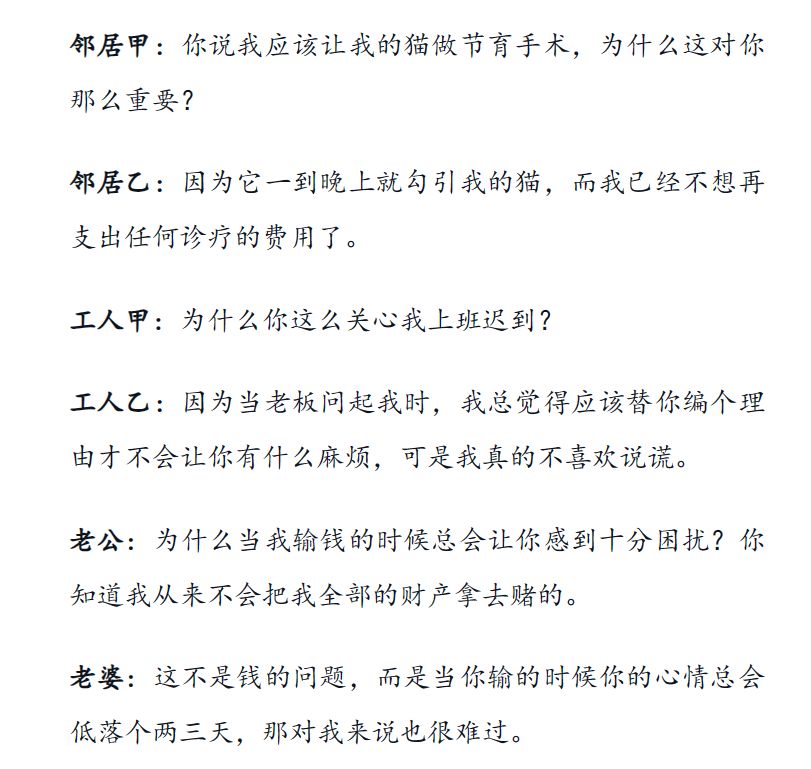 邻居甲：你说我应该让我的猫做节育手术，为什么这对你
那么重要？
邻居乙：因为它一到晚上就勾引我的猫，而我已经不想再
支出任何诊疗的费用了。
工人甲：为什么你这么关心我上班迟到？
工人乙：因为当老板问起我时，我总觉得应该替你编个理
由才不会让你有什么麻烦，可是我真的不喜欢说谎。
老公：为什么当我输钱的时候总会让你感到十分困扰？你
知道我从来不会把我全部的财产拿去赌的。
老婆：这不是钱的问题，而是当你输的时候你的心情总会
低落个两三天，那对我来说也很难过。